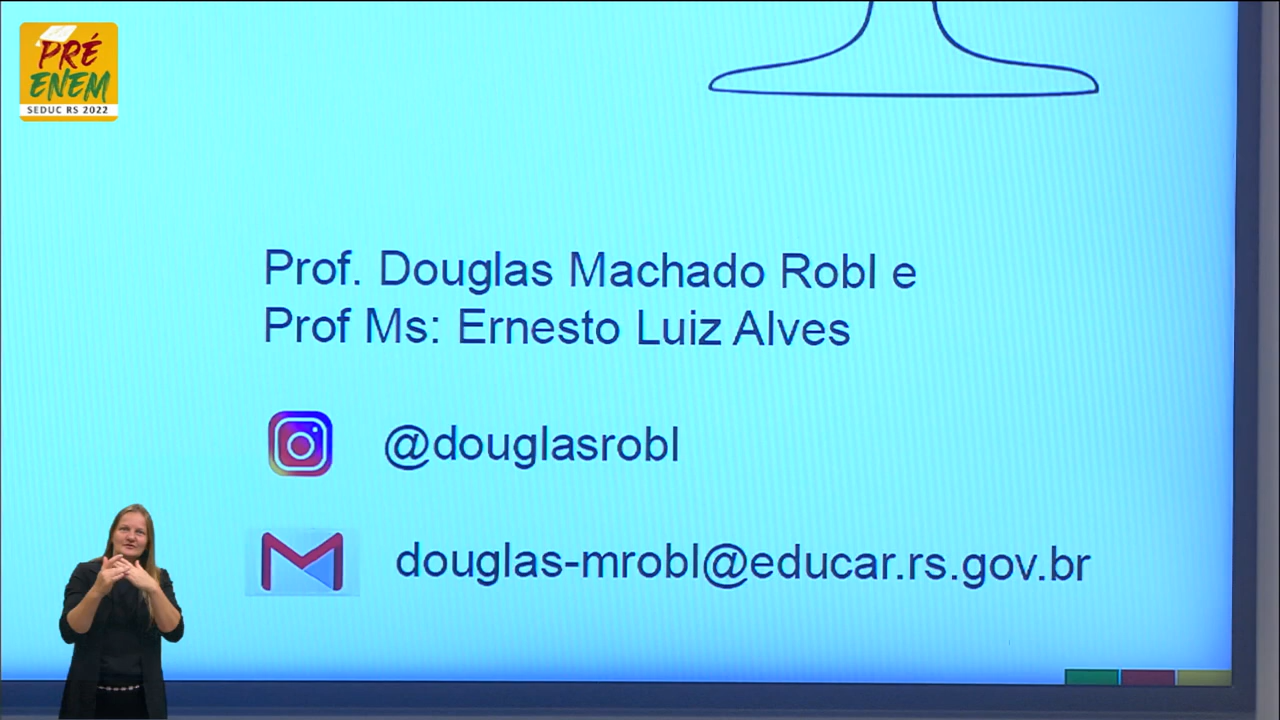 PRÉ
ENEM
SEDUC RS 2022
Prof. Douglas Machado Robl e
Prof Ms: Ernesto Luiz Alves
@douglasrobl
douglas-mrobl@educar.rs.gov.br